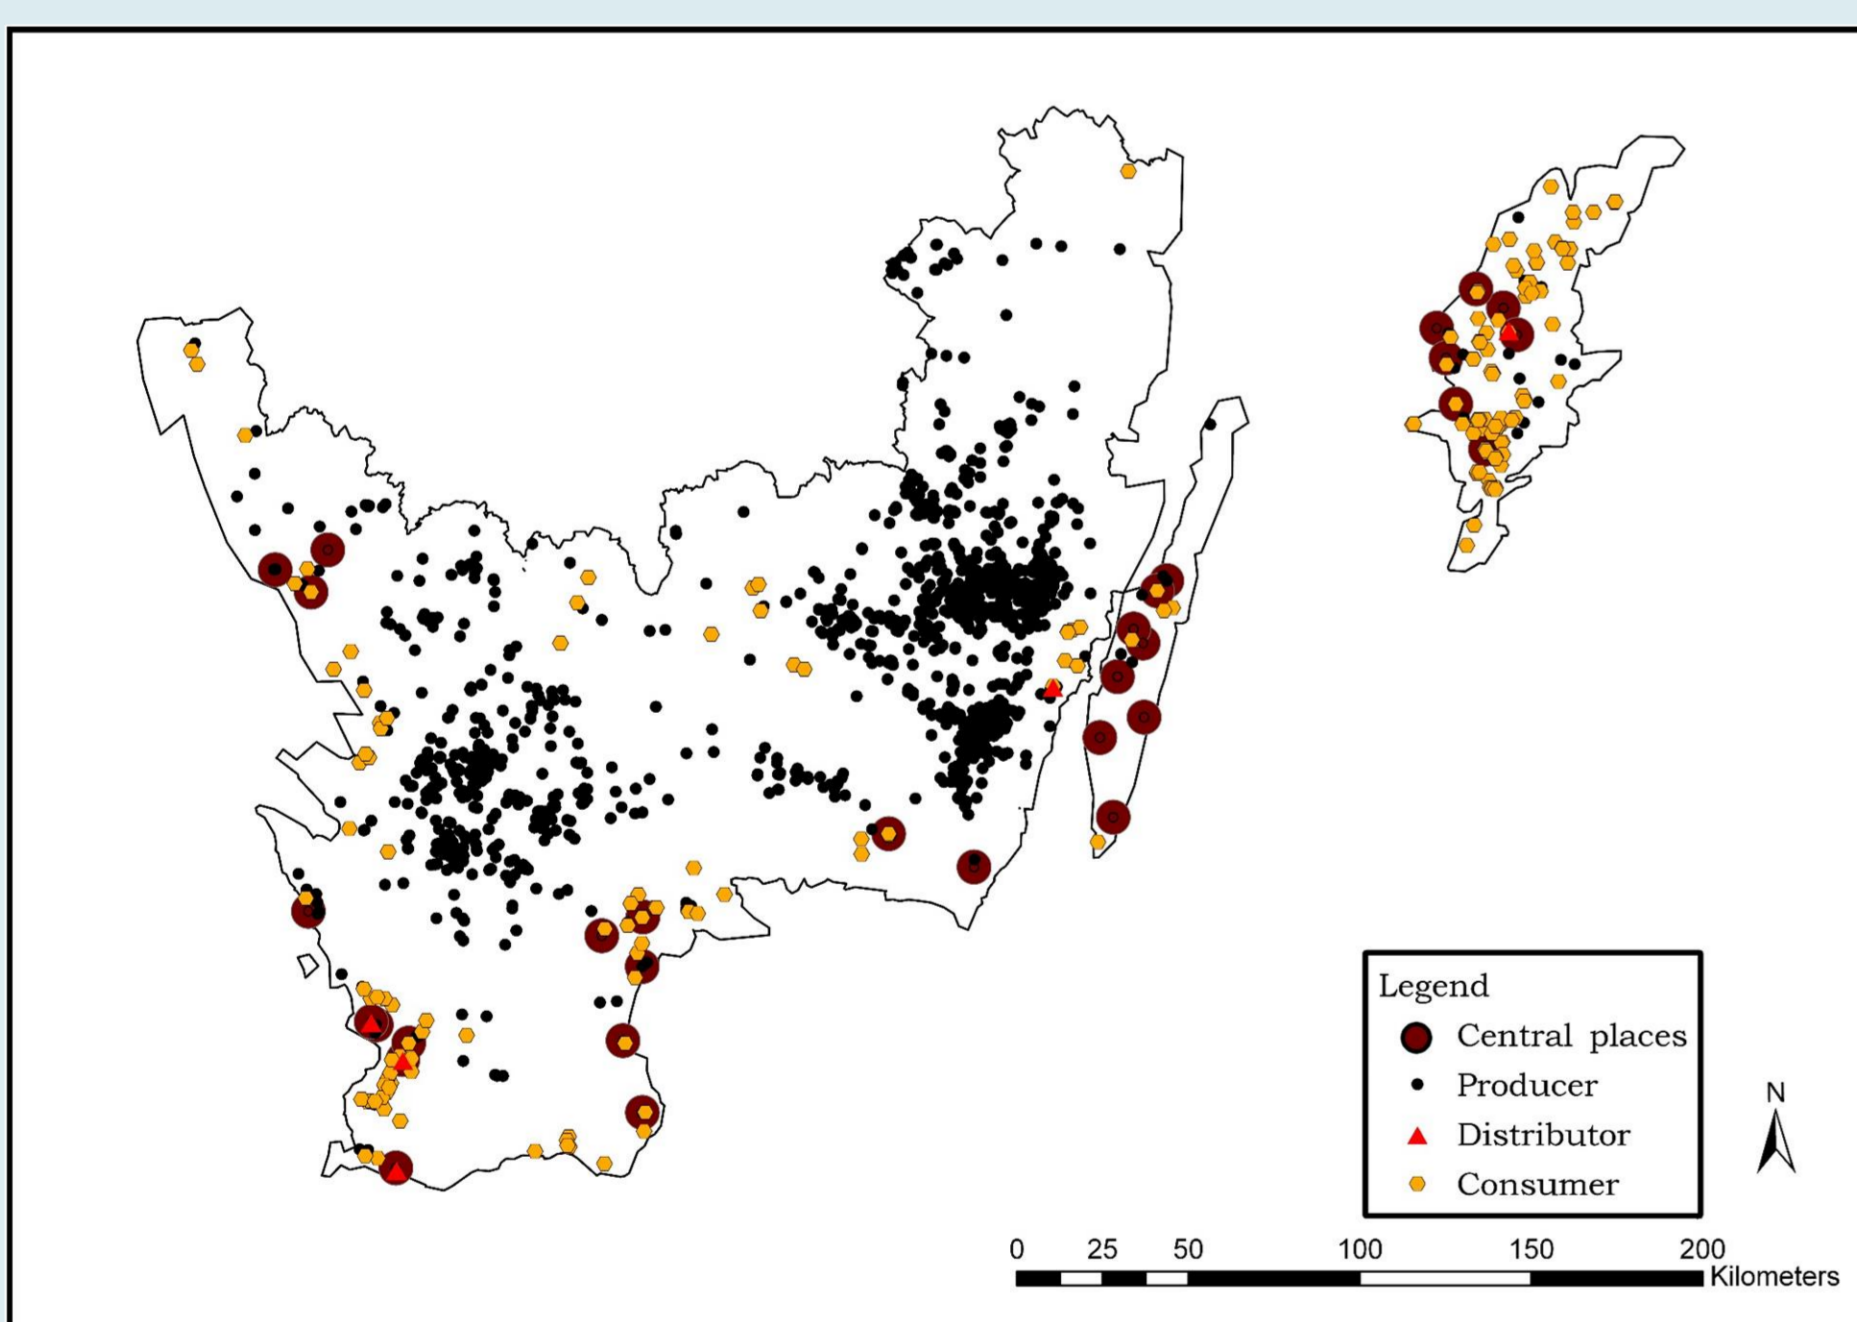 Legend
Central places
Producer
Distributor
Consumer
N
0 25 50 100 150 200
Kilometers